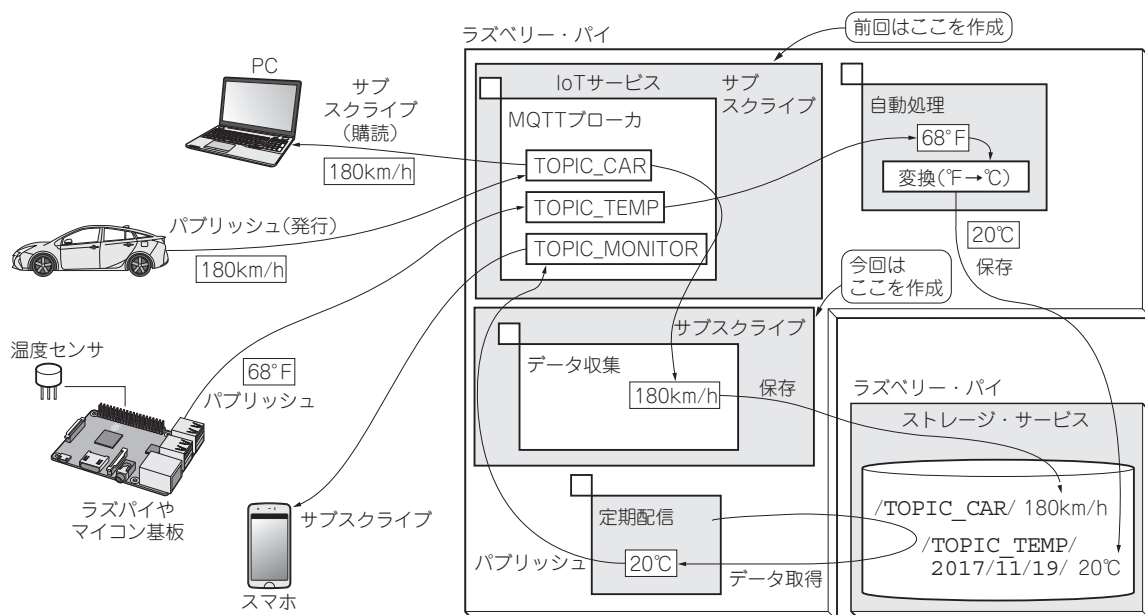 前回はここを作成
ラズベリー・パイ
PC
サブ
スクライブ
(購読)
180km/h
IoTサービス
サブ
スクライブ
MQTTブローカ
TOPIC_CAR
TOPIC_TEMP
TOPIC_MONITOR
自動処理
68°F
変換(℉→℃)
20℃
保存
パブリッシュ(発行)
180km/h
今回は
ここを作成
サブスクライブ
データ収集
180km/h
保存
温度センサ
68°F
パブリッシュ
ラズパイや
マイコン基板
サブスクライブ
スマホ
定期配信
パブリッシュ
20℃
データ取得
ラズベリー・パイ
ストレージ・サービス
/TOPIC_CAR/ 180km/h
/TOPIC_TEMP/
2017/11/19/ 20℃